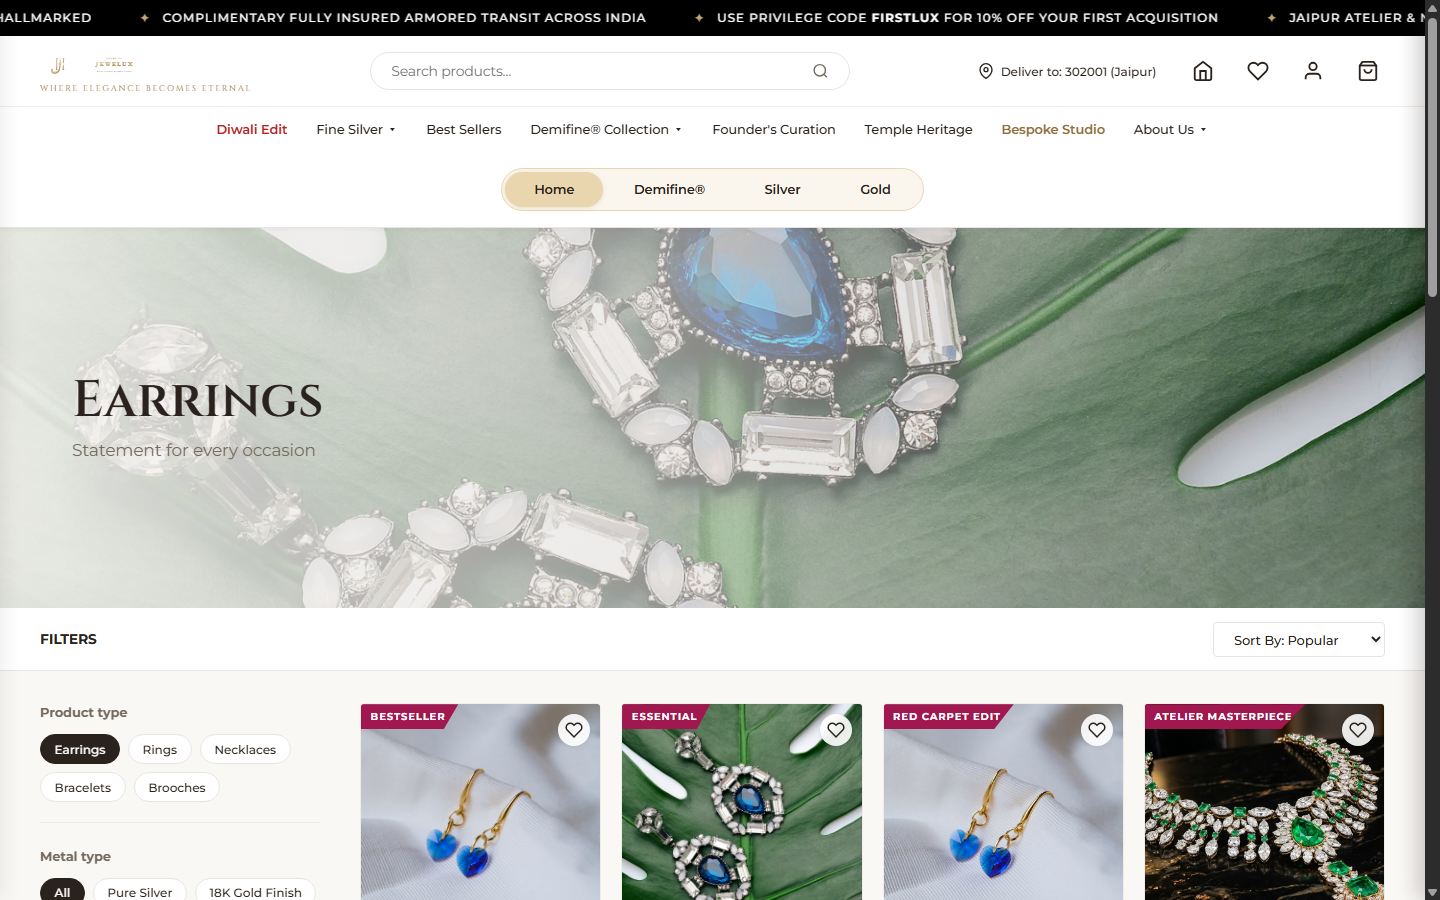 HALLMARKED ✦ COMPLIMENTARY FULLY INSURED ARMORED TRANSIT ACROSS INDIA ✦ USE PRIVILEGE CODE FIRSTLUX FOR 10% OFF YOUR FIRST ACQUISITION ✦ JAIPUR ATELIER &
JEWELUX
WHERE ELEGANCE BECOMES ETERNAL
Search products...
Deliver to: 302001 (Jaipur)
Diwali Edit Fine Silver Best Sellers Demifine® Collection Founder's Curation Temple Heritage Bespoke Studio About Us
Home Demifine® Silver Gold
EARRINGS
Statement for every occasion
FILTERS
Sort By: Popular
Product type
Earrings Rings Necklaces
Bracelets Brooches
Metal type
All Pure Silver 18K Gold Finish
BESTSELLER ESSENTIAL RED CARPET EDIT ATELIER MASTERPIECE